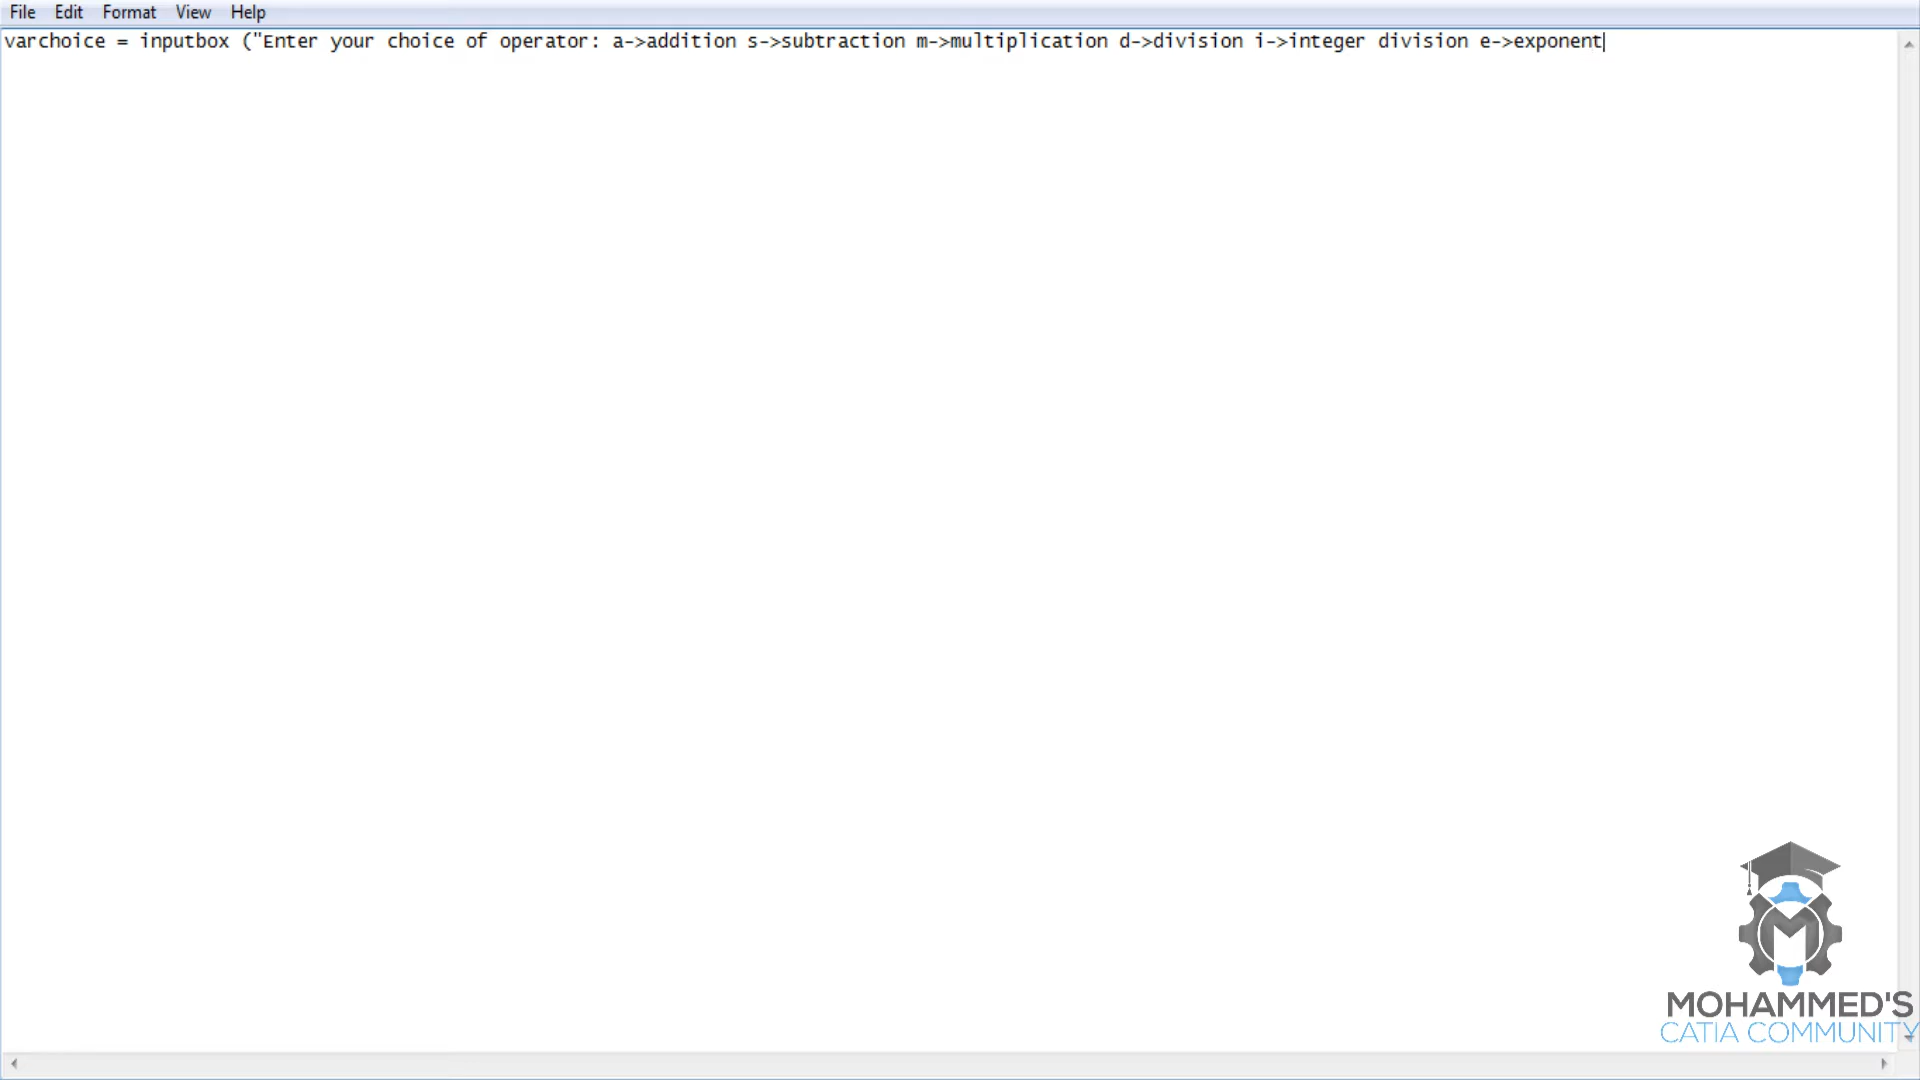 File Edit Format View Help
varchoice = inputbox ("Enter your choice of operator: a->addition s->subtraction m->multiplication d->division i->integer division e->exponent
MOHAMMED'S
CATIA COMMUNITY